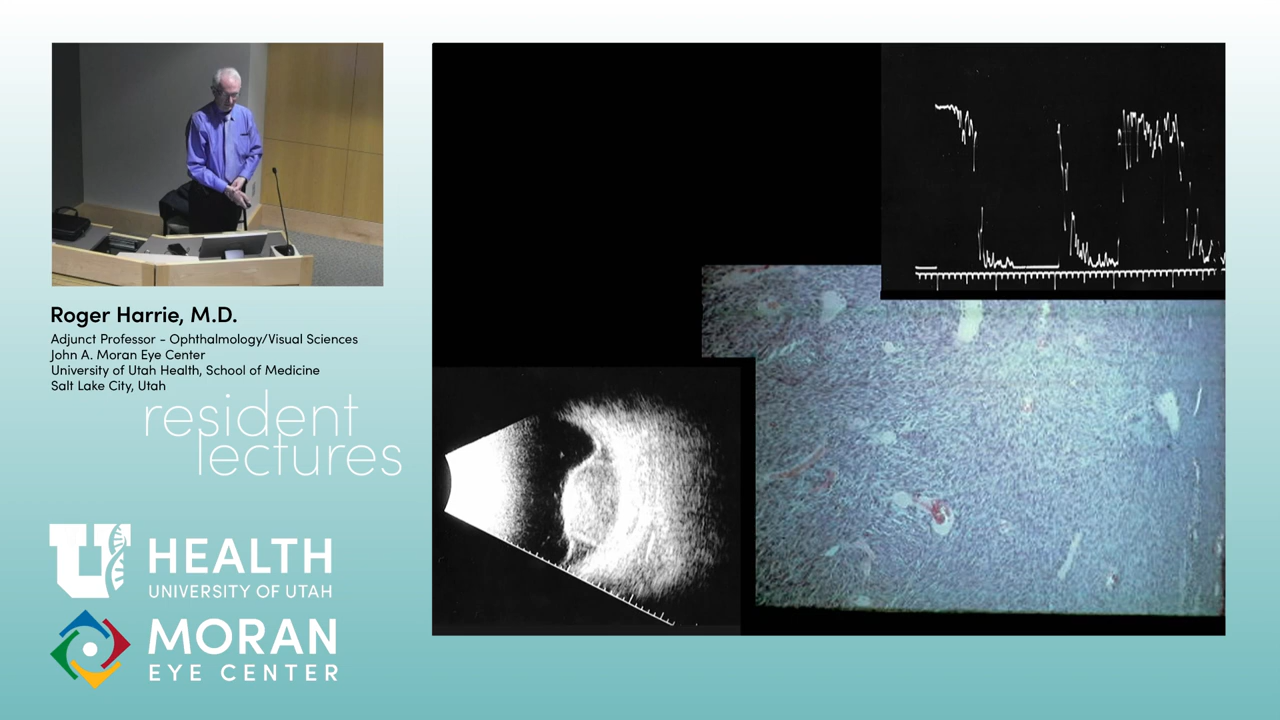 Roger Harrie, M.D.
Adjunct Professor - Ophthalmology/Visual Sciences
John A. Moran Eye Center
University of Utah Health, School of Medicine
Salt Lake City, Utah
resident
lectures
U HEALTH
UNIVERSITY OF UTAH
MORAN
EYE CENTER